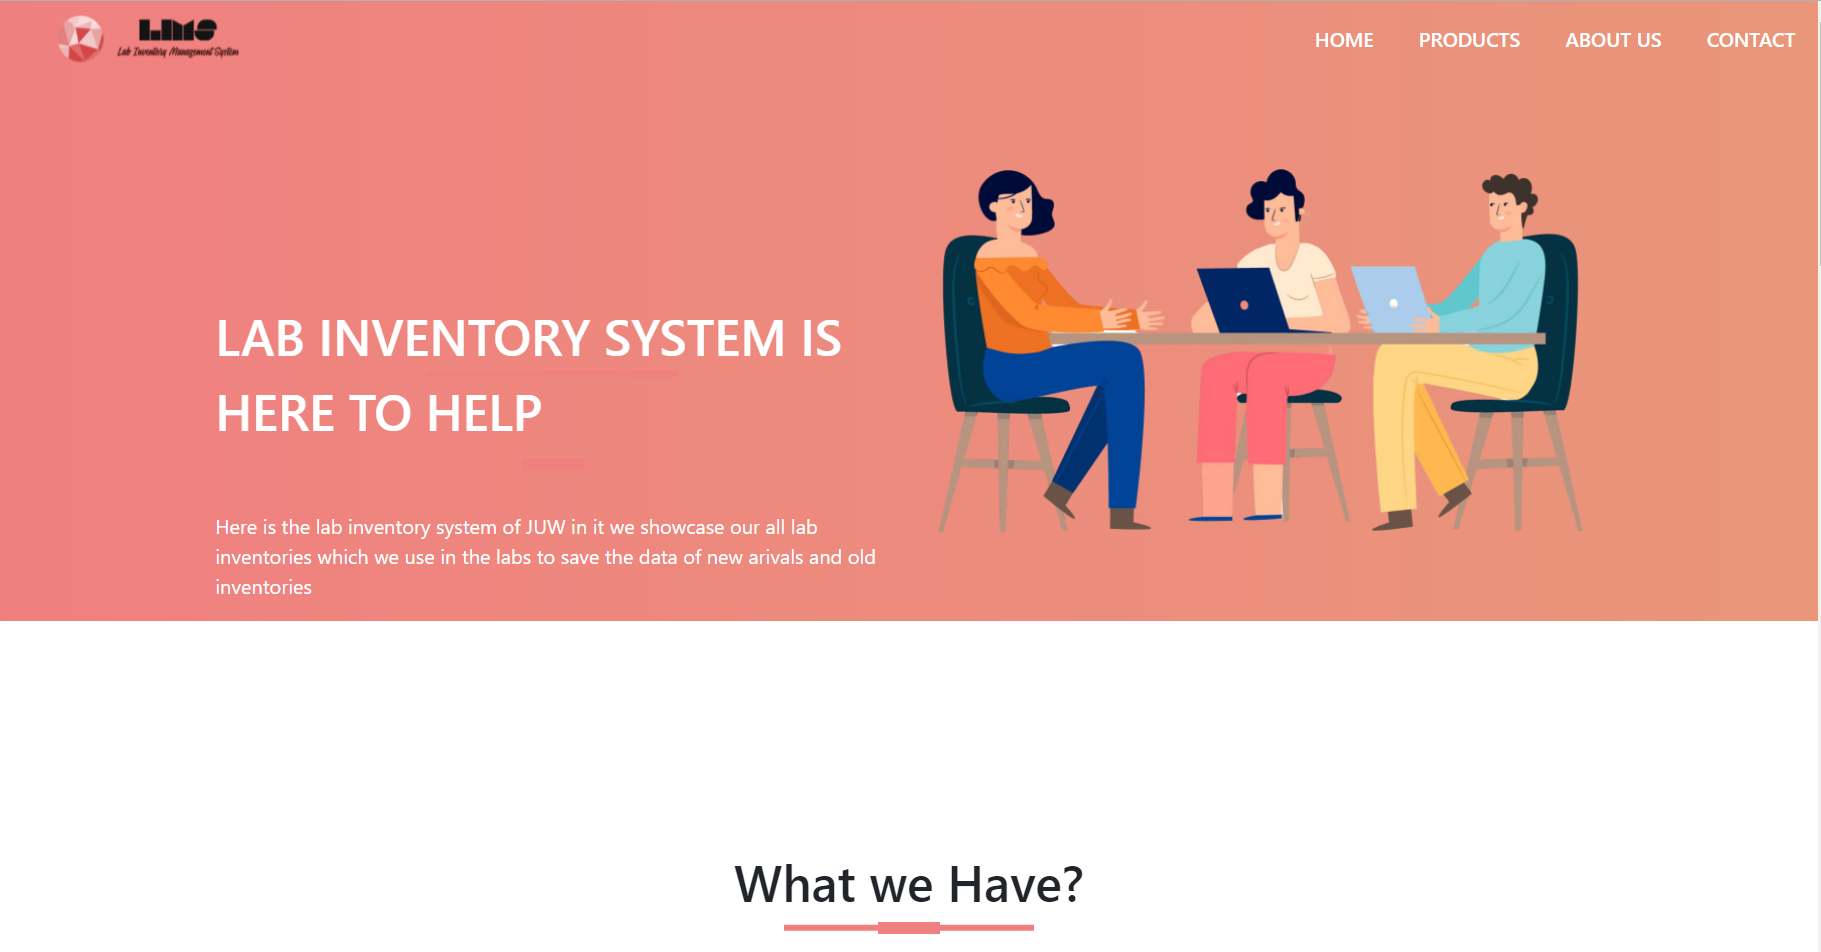 LMS
Lab Inventory Management System
HOME PRODUCTS ABOUT US CONTACT
LAB INVENTORY SYSTEM IS
HERE TO HELP
Here is the lab inventory system of JUW in it we showcase our all lab
inventories which we use in the labs to save the data of new arivals and old
inventories
What we Have?